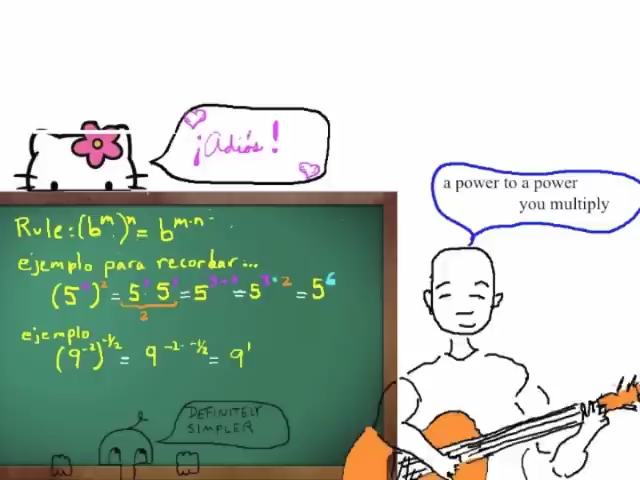 ¡Adiós!
a power to a power
you multiply
Rule: (b^m)^n = b^m·n
ejemplo para recordar...
(5^3)^2 = 5^3 · 5^3 = 5^3+3 = 5^3·2 = 5^6
2
ejemplo
(9^-2)^-1/2 = 9^-2·-1/2 = 9^1
DEFINITELY
SIMPLER